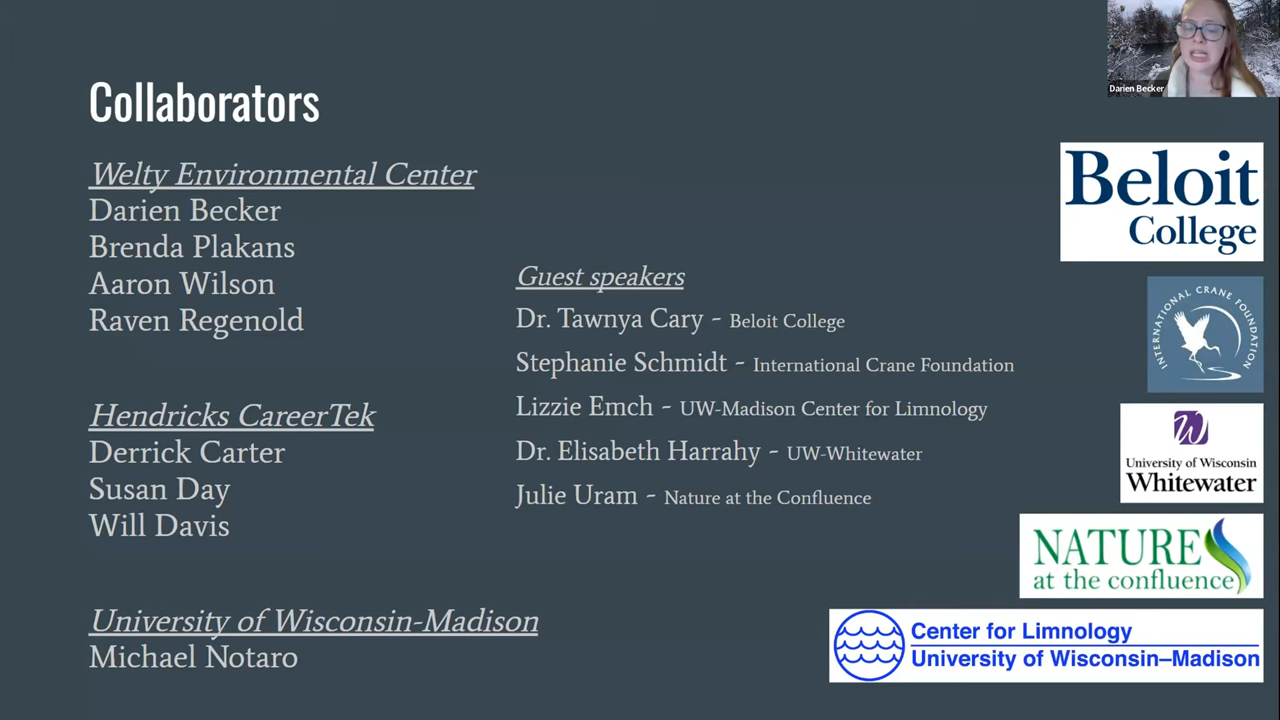 Darien Becker
Collaborators
Welty Environmental Center
Darien Becker
Brenda Plakans
Aaron Wilson
Raven Regenold
Hendricks CareerTek
Derrick Carter
Susan Day
Will Davis
University of Wisconsin-Madison
Michael Notaro
Guest speakers
Dr. Tawnya Cary - Beloit College
Stephanie Schmidt - International Crane Foundation
Lizzie Emch - UW-Madison Center for Limnology
Dr. Elisabeth Harrahy - UW-Whitewater
Julie Uram - Nature at the Confluence
Beloit
College
INTERNATIONAL CRANE FOUNDATION
W
University of Wisconsin
Whitewater
NATURE
at the confluence
Center for Limnology
University of Wisconsin–Madison